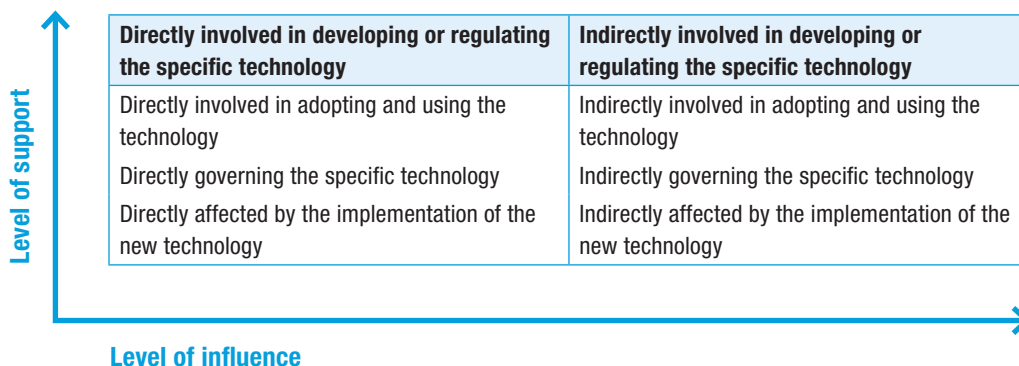 Level of support
Directly involved in developing or regulating
the specific technology
Indirectly involved in developing or
regulating the specific technology
Directly involved in adopting and using the
technology
Indirectly involved in adopting and using the
technology
Directly governing the specific technology
Indirectly governing the specific technology
Directly affected by the implementation of the
new technology
Indirectly affected by the implementation of the
new technology
Level of influence